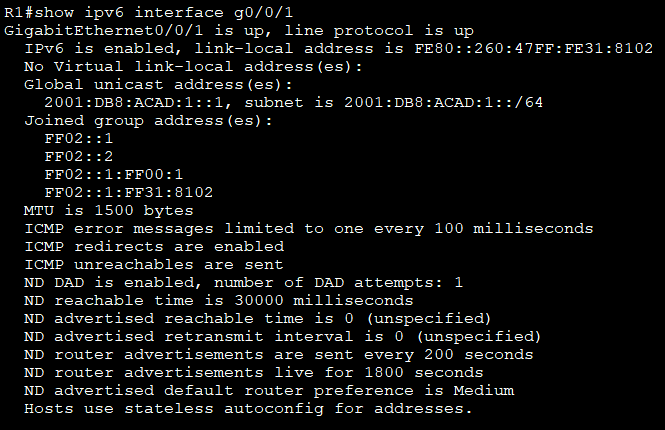 R1#show ipv6 interface g0/0/1
GigabitEthernet0/0/1 is up, line protocol is up
IPv6 is enabled, link-local address is FE80::260:47FF:FE31:8102
No Virtual link-local address(es):
Global unicast address(es):
2001:DB8:ACAD:1::1, subnet is 2001:DB8:ACAD:1::/64
Joined group address(es):
FF02::1
FF02::2
FF02::1:FF00:1
FF02::1:FF31:8102
MTU is 1500 bytes
ICMP error messages limited to one every 100 milliseconds
ICMP redirects are enabled
ICMP unreachables are sent
ND DAD is enabled, number of DAD attempts: 1
ND reachable time is 30000 milliseconds
ND advertised reachable time is 0 (unspecified)
ND advertised retransmit interval is 0 (unspecified)
ND router advertisements are sent every 200 seconds
ND router advertisements live for 1800 seconds
ND advertised default router preference is Medium
Hosts use stateless autoconfig for addresses.